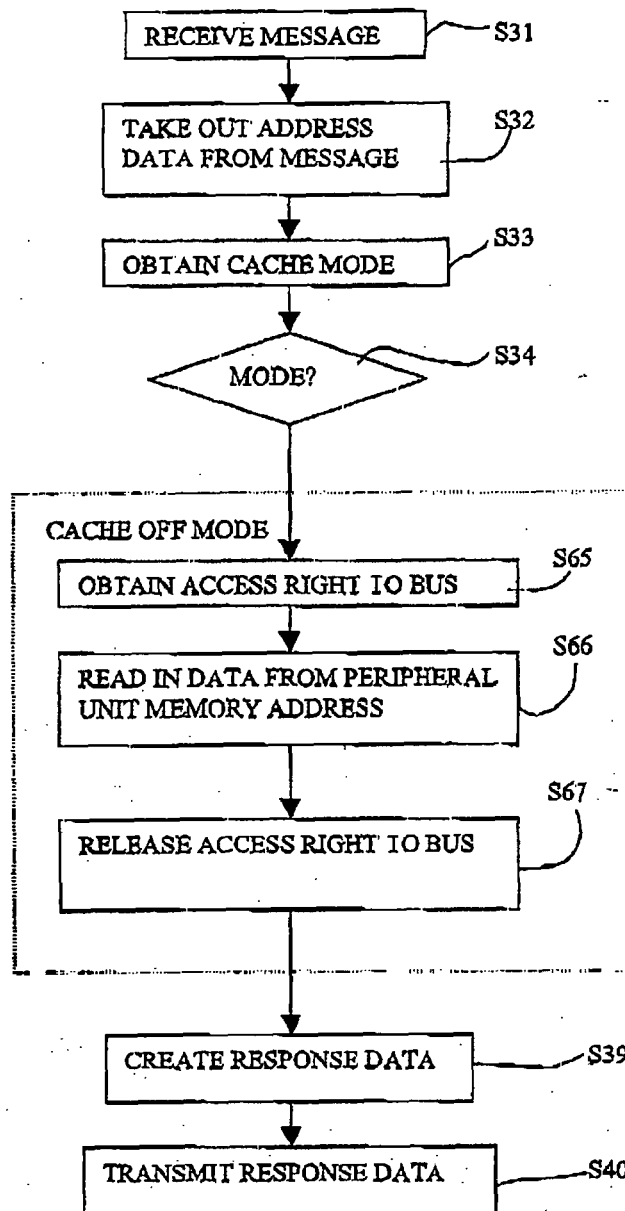 RECEIVE MESSAGE
S31
TAKE OUT ADDRESS
DATA FROM MESSAGE
S32
OBTAIN CACHE MODE
S33
MODE?
S34
CACHE OFF MODE
OBTAIN ACCESS RIGHT IO BUS
S65
READ IN DATA FROM PERIPHERAL
UNIT MEMORY ADDRESS
S66
RELEASE ACCESS RIGHT IO BUS
S67
CREATE RESPONSE DATA
S39
TRANSMIT RESPONSE DATA
S40